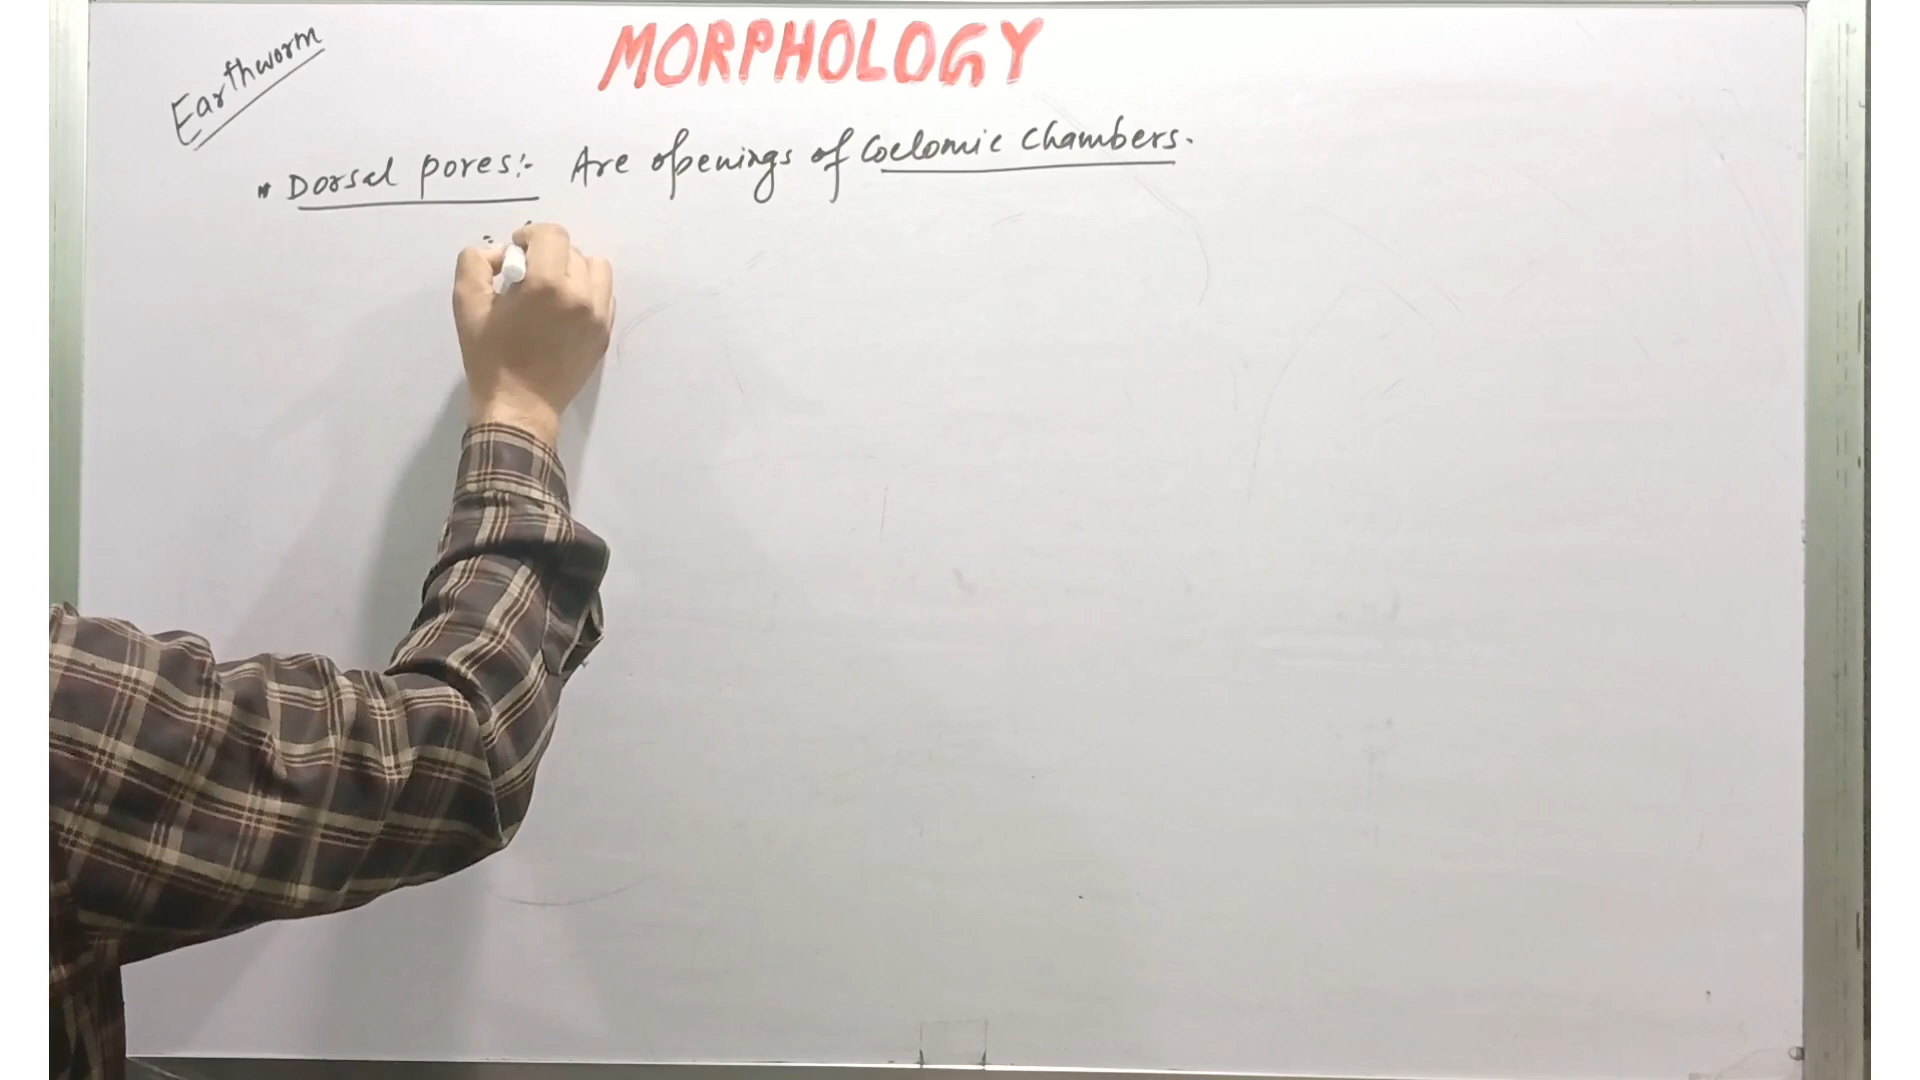 Earthworm
MORPHOLOGY
* Dorsal pores:- Are openings of Coelomic Chambers.